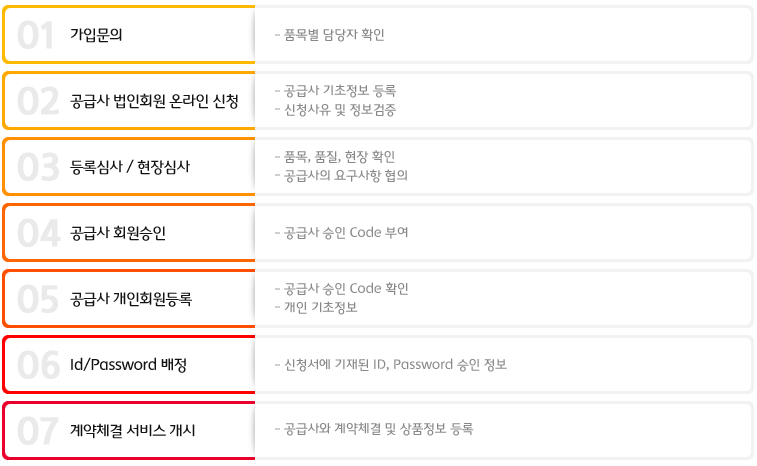 01 가입문의
- 품목별 담당자 확인
02 공급사 법인회원 온라인 신청
- 공급사 기초정보 등록
- 신청사유 및 정보검증
03 등록심사 / 현장심사
- 품목, 품질, 현장 확인
- 공급사의 요구사항 협의
04 공급사 회원승인
- 공급사 승인 Code 부여
05 공급사 개인회원등록
- 공급사 승인 Code 확인
- 개인 기초정보
06 Id/Password 배정
- 신청서에 기재된 ID, Password 승인 정보
07 계약체결 서비스 개시
- 공급사와 계약체결 및 상품정보 등록